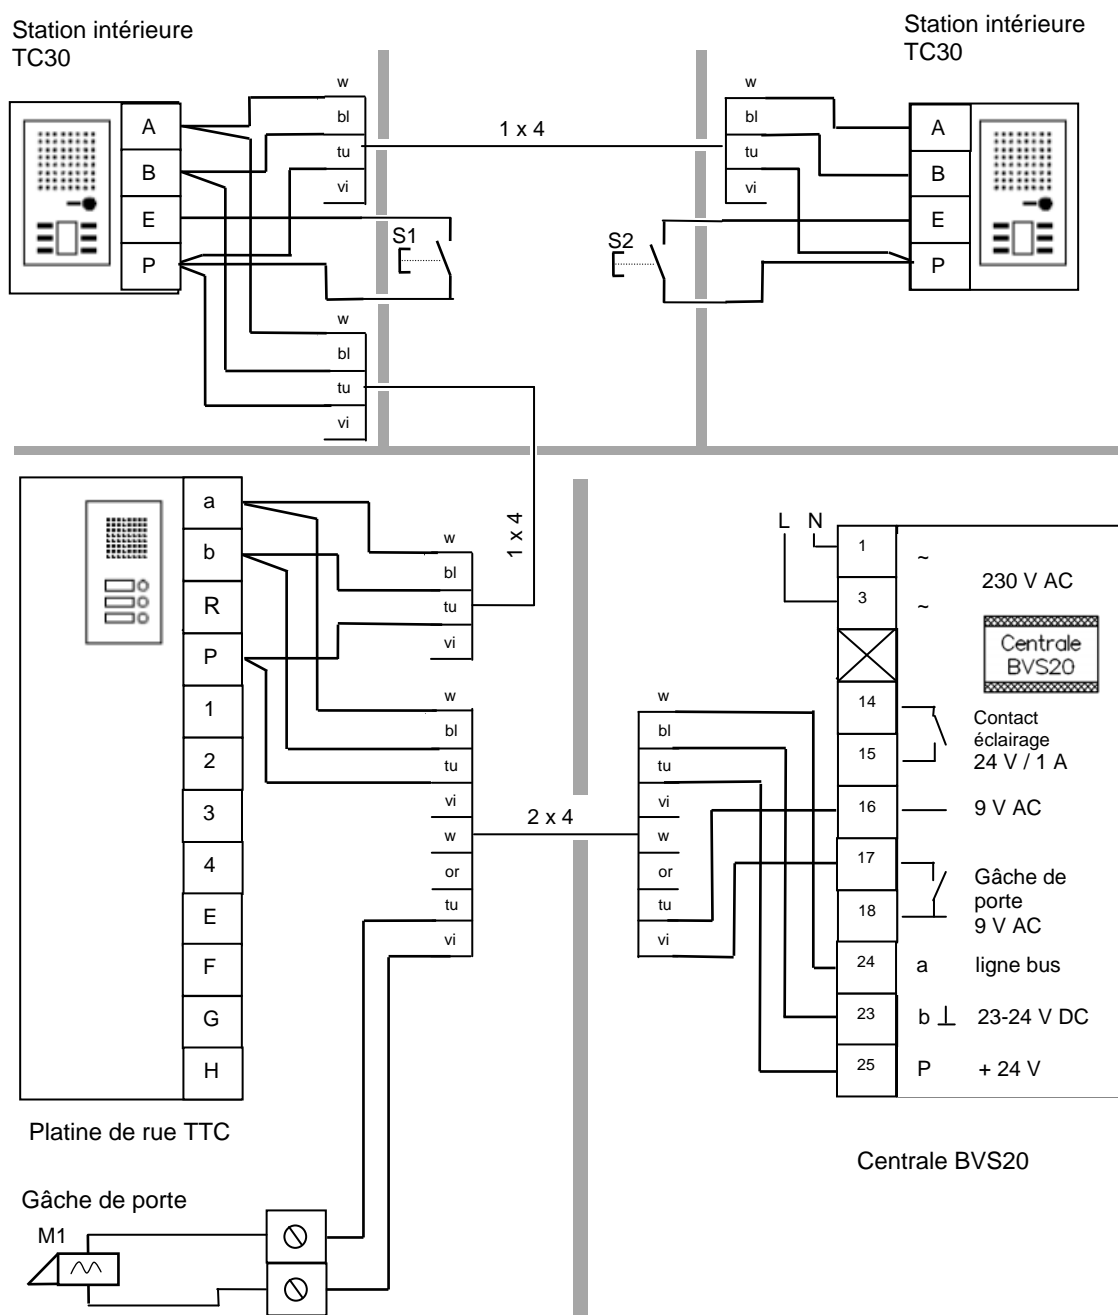 Station intérieure
TC30
Station intérieure
TC30
A
B
E
P
w
bl
tu
vi
1 x 4
w
bl
tu
vi
A
B
E
P
S1
S2
w
bl
tu
vi
1 x 4
a
b
R
P
1
2
3
4
E
F
G
H
w
bl
tu
vi
w
bl
tu
vi
w
or
tu
vi
2 x 4
w
bl
tu
vi
w
or
tu
vi
L N
1
3
14
15
16
17
18
24
23
25
~
~
230 V AC
Centrale
BVS20
Contact
éclairage
24 V / 1 A
9 V AC
Gâche de
porte
9 V AC
a ligne bus
b ⊥ 23-24 V DC
P + 24 V
Platine de rue TTC
Centrale BVS20
Gâche de porte
M1